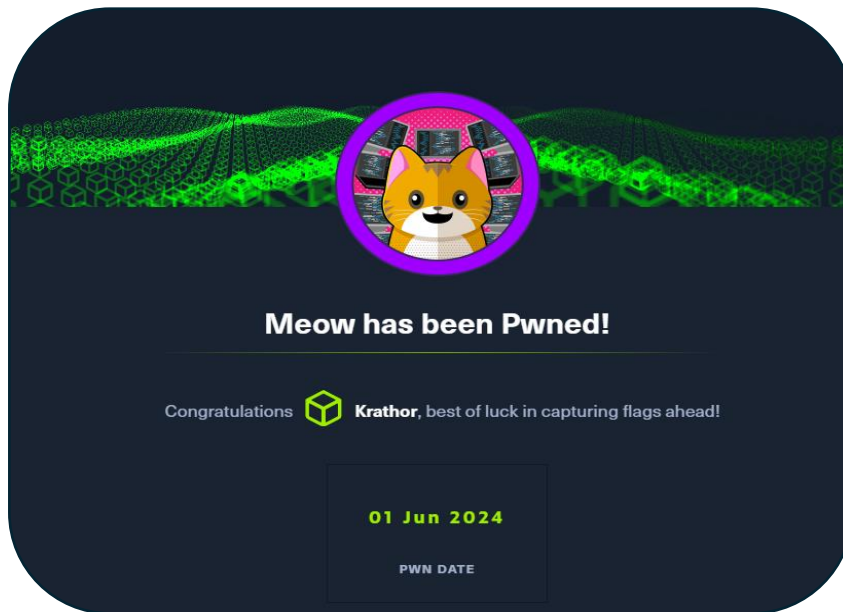 Meow has been Pwned!
Congratulations Krathor, best of luck in capturing flags ahead!
01 Jun 2024
PWN DATE